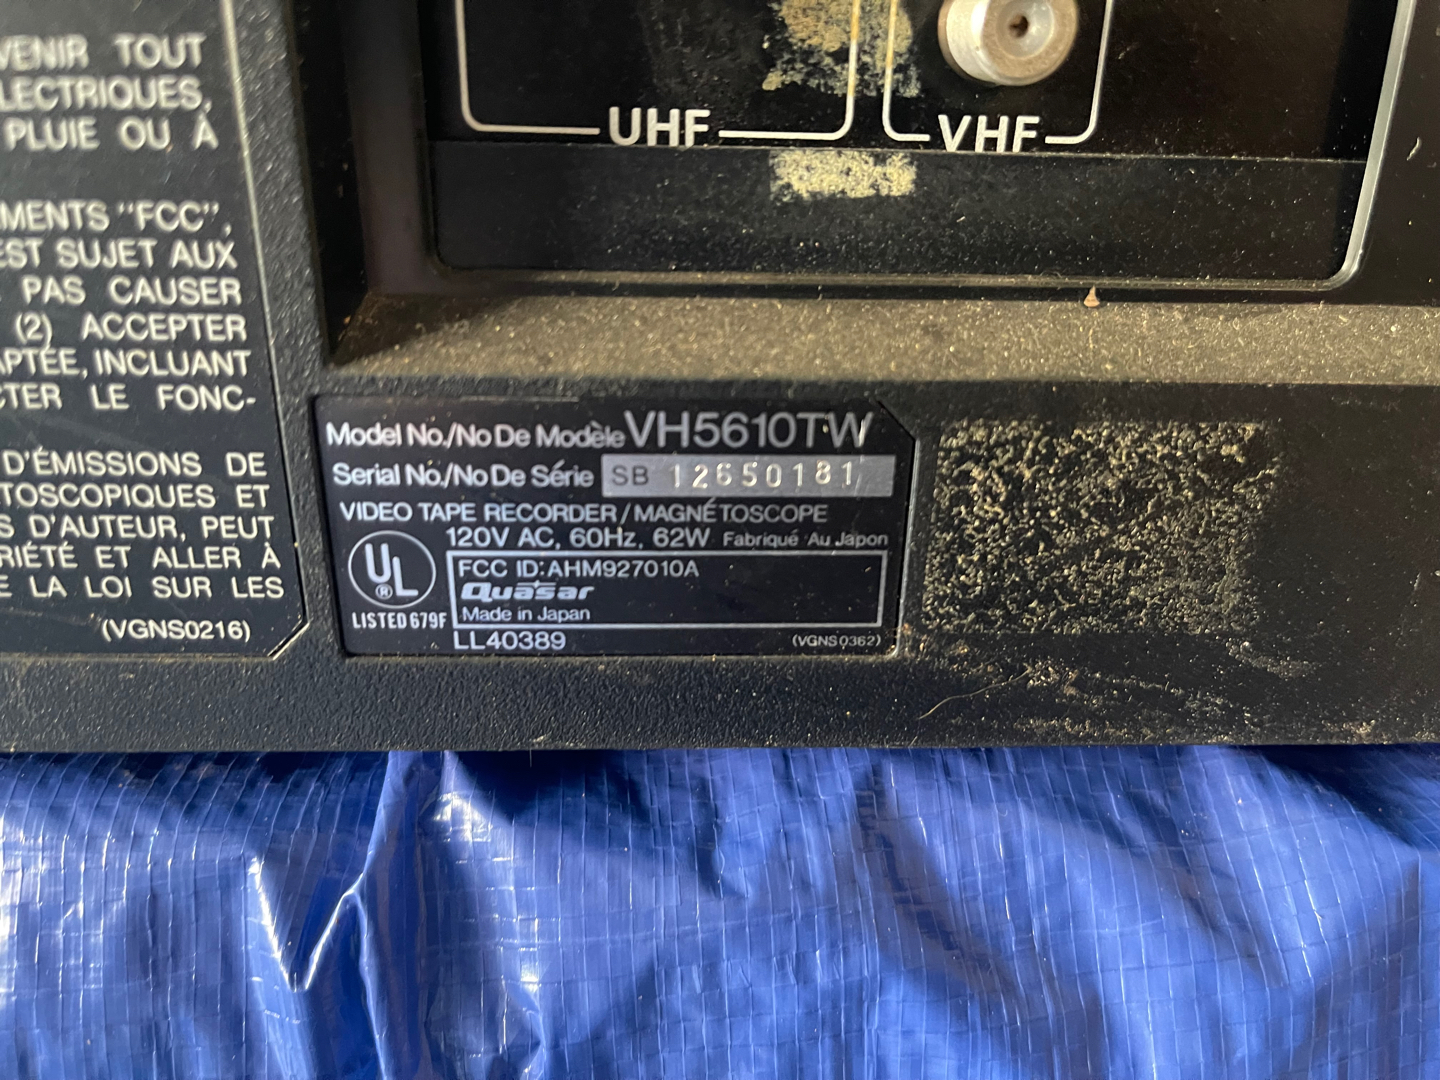 VENIR TOUT
LECTRIQUES,
PLUIE OU À
MENTS "FCC",
EST SUJET AUX
PAS CAUSER
(2) ACCEPTER
APTÉE, INCLUANT
CTER LE FONC-
D'ÉMISSIONS DE
TOSCOPIQUES ET
S D'AUTEUR, PEUT
RIÉTÉ ET ALLER À
E LA LOI SUR LES
(VGNS0216)
UHF
VHF
Model No./No De Modèle VH5610TW
Serial No./No De Série SB 12650181
VIDEO TAPE RECORDER/MAGNÉTOSCOPE
120V AC, 60Hz, 62W Fabriqué Au Japon
UL
®
LISTED 679F
FCC ID: AHM927010A
Quasar
Made in Japan
LL40389
(VGNS0362)